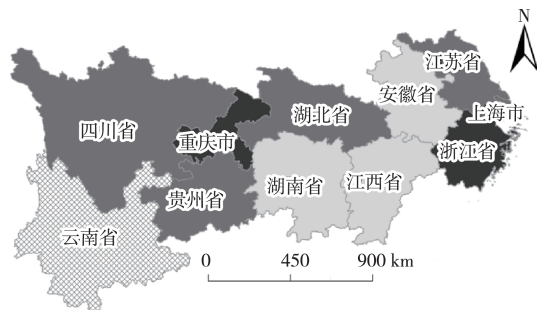 N
江苏省
安徽省
上海市
四川省
重庆市
湖北省
浙江省
贵州省
湖南省
江西省
云南省
0 450 900 km